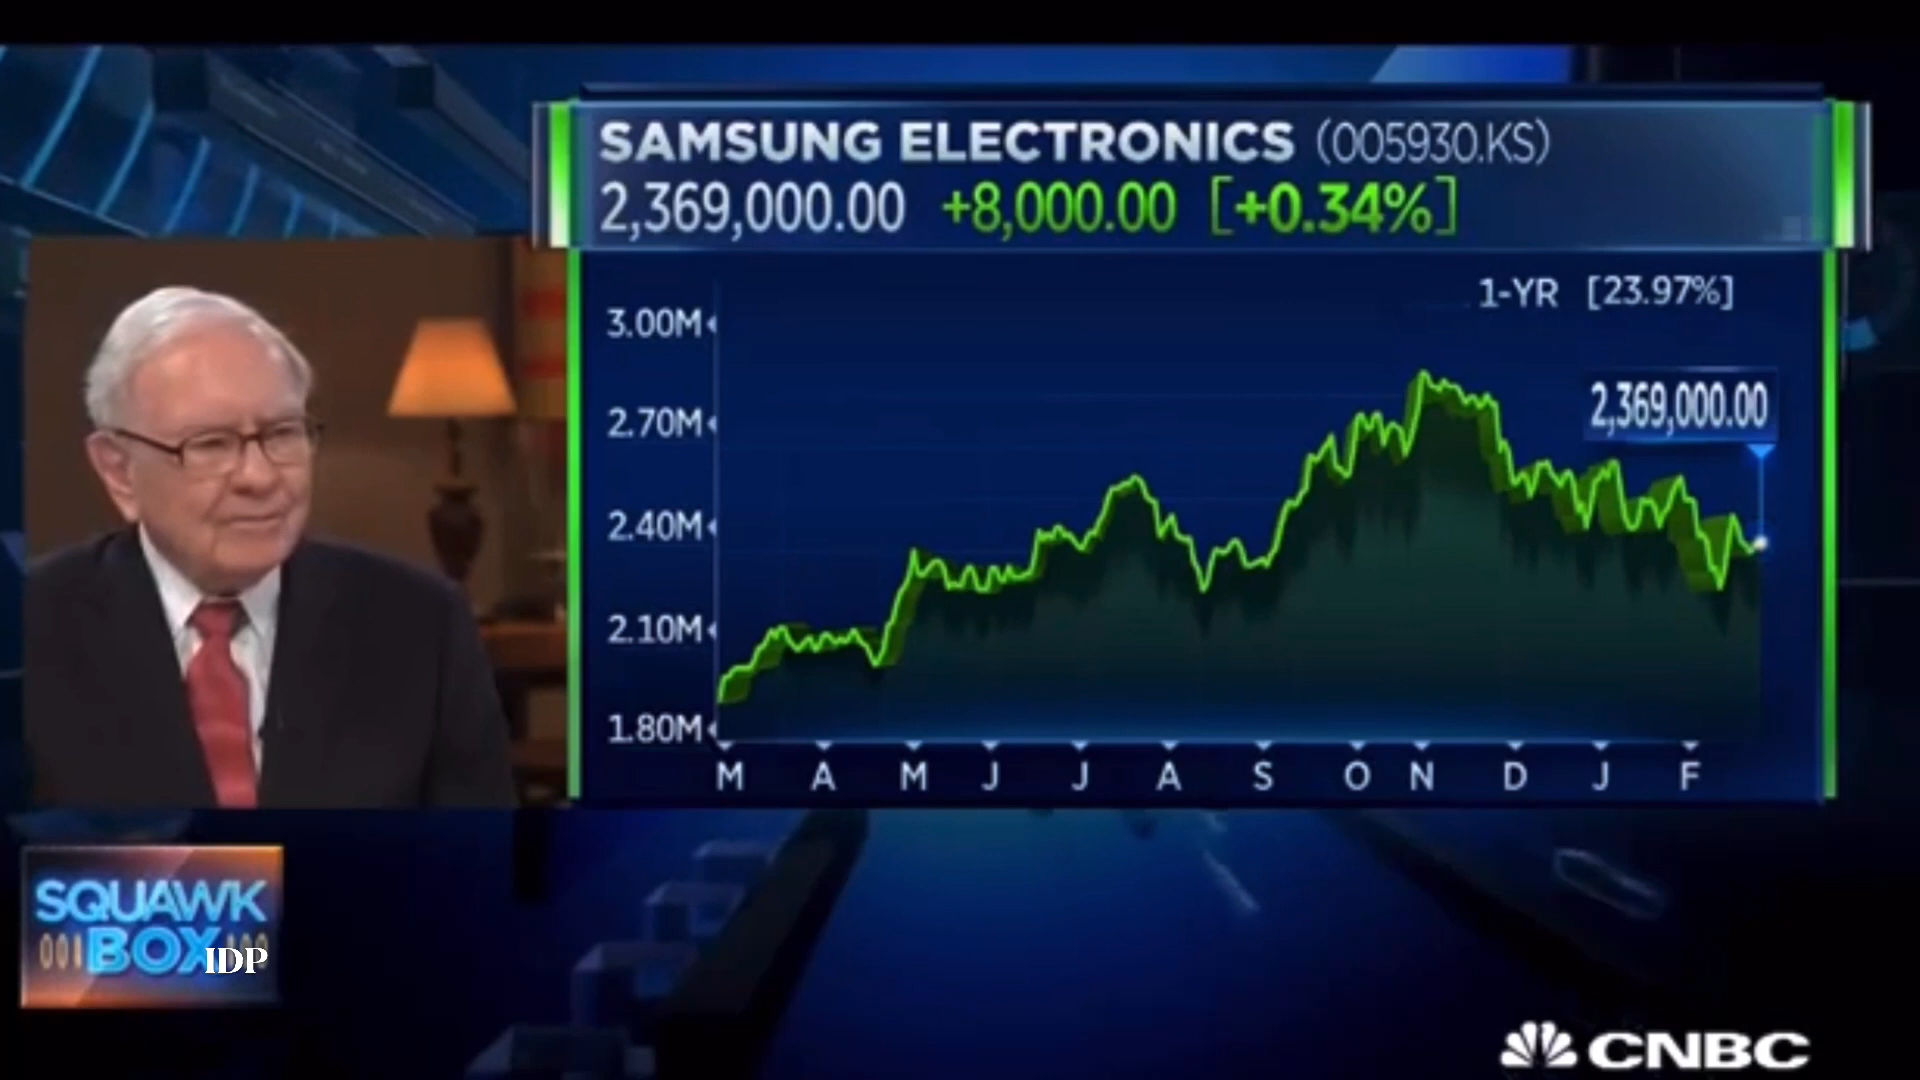 SAMSUNG ELECTRONICS (005930.KS)
2,369,000.00 +8,000.00 [+0.34%]
1-YR [23.97%]
3.00M
2,369,000.00
2.70M
2.40M
2.10M
1.80M
M A M J J A S O N D J F
SQUAWK
BOX
IDP
CNBC